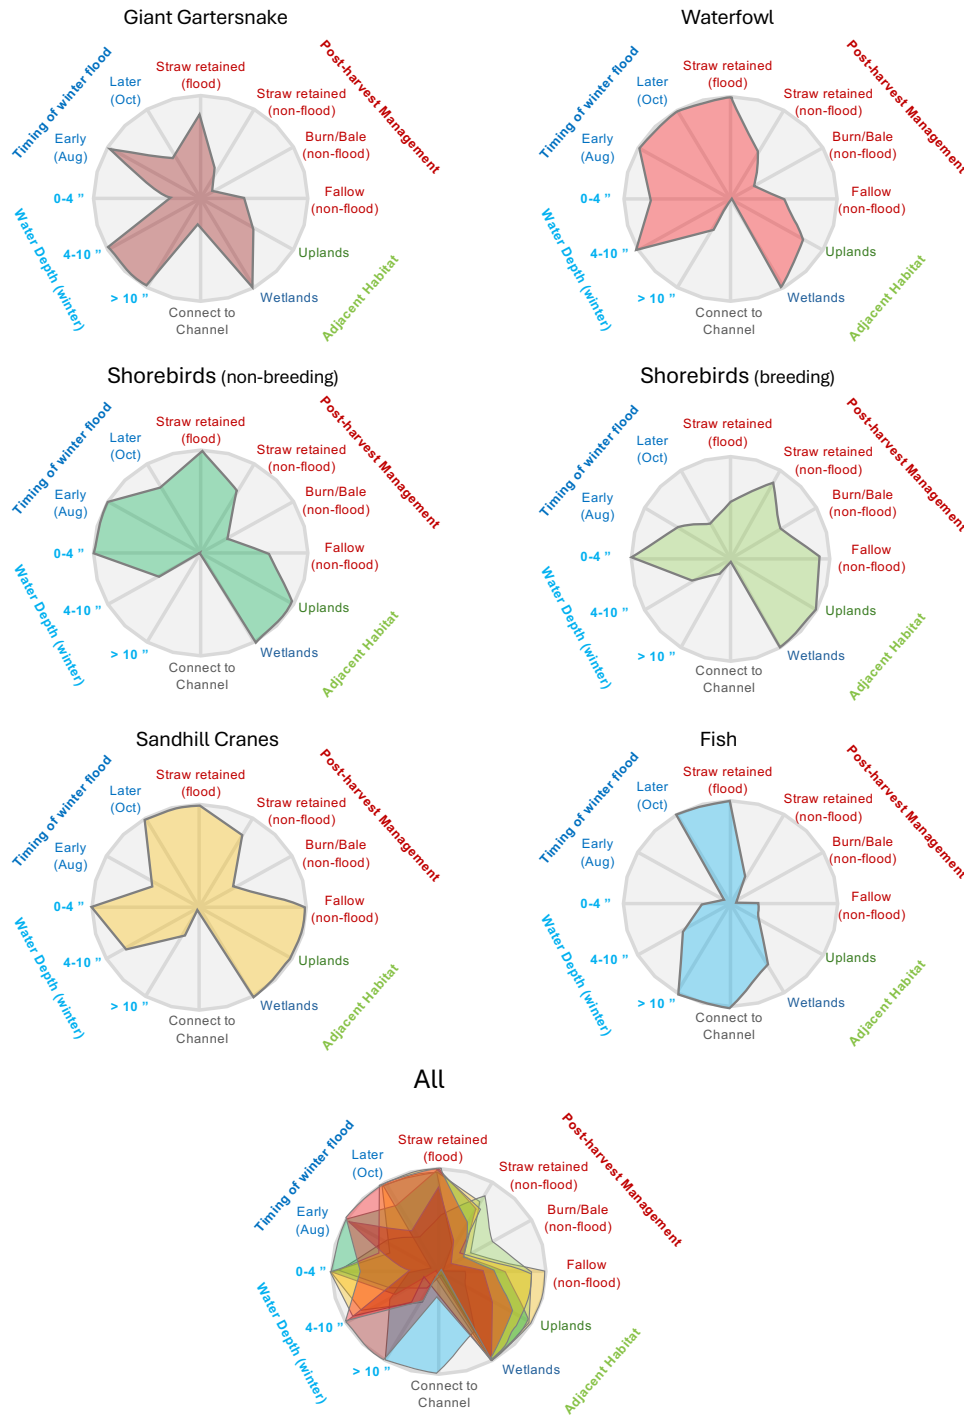 Giant Gartersnake
Timing of winter flood
Post-harvest Management
Straw retained
(flood)
Later
(Oct)
Straw retained
(non-flood)
Early
(Aug)
Burn/Bale
(non-flood)
0-4 ”
Fallow
(non-flood)
Water Depth (winter)
4-10 ”
Uplands
Adjacent Habitat
> 10 ”
Wetlands
Connect to
Channel
Waterfowl
Timing of winter flood
Post-harvest Management
Straw retained
(flood)
Later
(Oct)
Straw retained
(non-flood)
Early
(Aug)
Burn/Bale
(non-flood)
0-4 ”
Fallow
(non-flood)
Water Depth (winter)
4-10 ”
Uplands
Adjacent Habitat
> 10 ”
Wetlands
Connect to
Channel
Shorebirds (non-breeding)
Timing of winter flood
Post-harvest Management
Straw retained
(flood)
Later
(Oct)
Straw retained
(non-flood)
Early
(Aug)
Burn/Bale
(non-flood)
0-4 ”
Fallow
(non-flood)
Water Depth (winter)
4-10 ”
Uplands
Adjacent Habitat
> 10 ”
Wetlands
Connect to
Channel
Shorebirds (breeding)
Timing of winter flood
Post-harvest Management
Straw retained
(flood)
Later
(Oct)
Straw retained
(non-flood)
Early
(Aug)
Burn/Bale
(non-flood)
0-4 ”
Fallow
(non-flood)
Water Depth (winter)
4-10 ”
Uplands
Adjacent Habitat
> 10 ”
Wetlands
Connect to
Channel
Sandhill Cranes
Timing of winter flood
Post-harvest Management
Straw retained
(flood)
Later
(Oct)
Straw retained
(non-flood)
Early
(Aug)
Burn/Bale
(non-flood)
0-4 ”
Fallow
(non-flood)
Water Depth (winter)
4-10 ”
Uplands
Adjacent Habitat
> 10 ”
Wetlands
Connect to
Channel
Fish
Timing of winter flood
Post-harvest Management
Straw retained
(flood)
Later
(Oct)
Straw retained
(non-flood)
Early
(Aug)
Burn/Bale
(non-flood)
0-4 ”
Fallow
(non-flood)
Water Depth (winter)
4-10 ”
Uplands
Adjacent Habitat
> 10 ”
Wetlands
Connect to
Channel
All
Timing of winter flood
Post-harvest Management
Straw retained
(flood)
Later
(Oct)
Straw retained
(non-flood)
Early
(Aug)
Burn/Bale
(non-flood)
0-4 ”
Fallow
(non-flood)
Water Depth (winter)
4-10 ”
Uplands
Adjacent Habitat
> 10 ”
Wetlands
Connect to
Channel